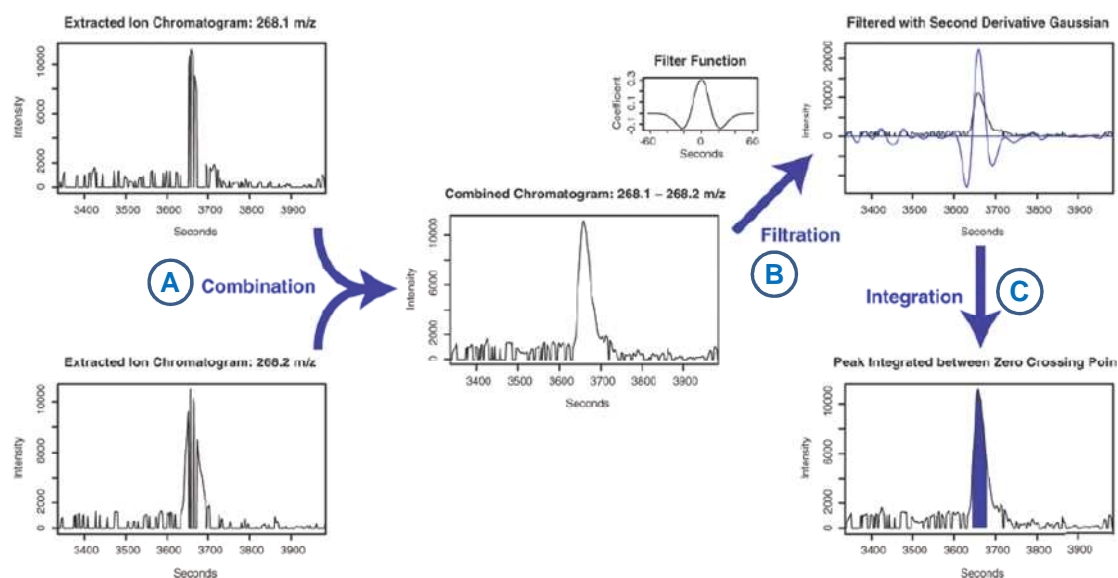 Extracted Ion Chromatogram: 268.1 m/z
Intensity
10000
6000
2000
0
3400 3500 3600 3700 3800 3900
Seconds
A Combination
Extracted Ion Chromatogram: 268.2 m/z
Intensity
10000
6000
2000
0
3400 3500 3600 3700 3800 3900
Seconds
Combined Chromatogram: 268.1 – 268.2 m/z
Intensity
10000
6000
2000
0
3400 3500 3600 3700 3800 3900
Seconds
Filter Function
Coefficient
0.3
0.1
-0.1
-60 0 60
Seconds
Filtration
B
Filtered with Second Derivative Gaussian
Intensity
20000
10000
0
3400 3500 3600 3700 3800 3900
Seconds
Integration
C
Peak Integrated between Zero Crossing Poin
Intensity
10000
6000
2000
0
3400 3500 3600 3700 3800 3900
Seconds